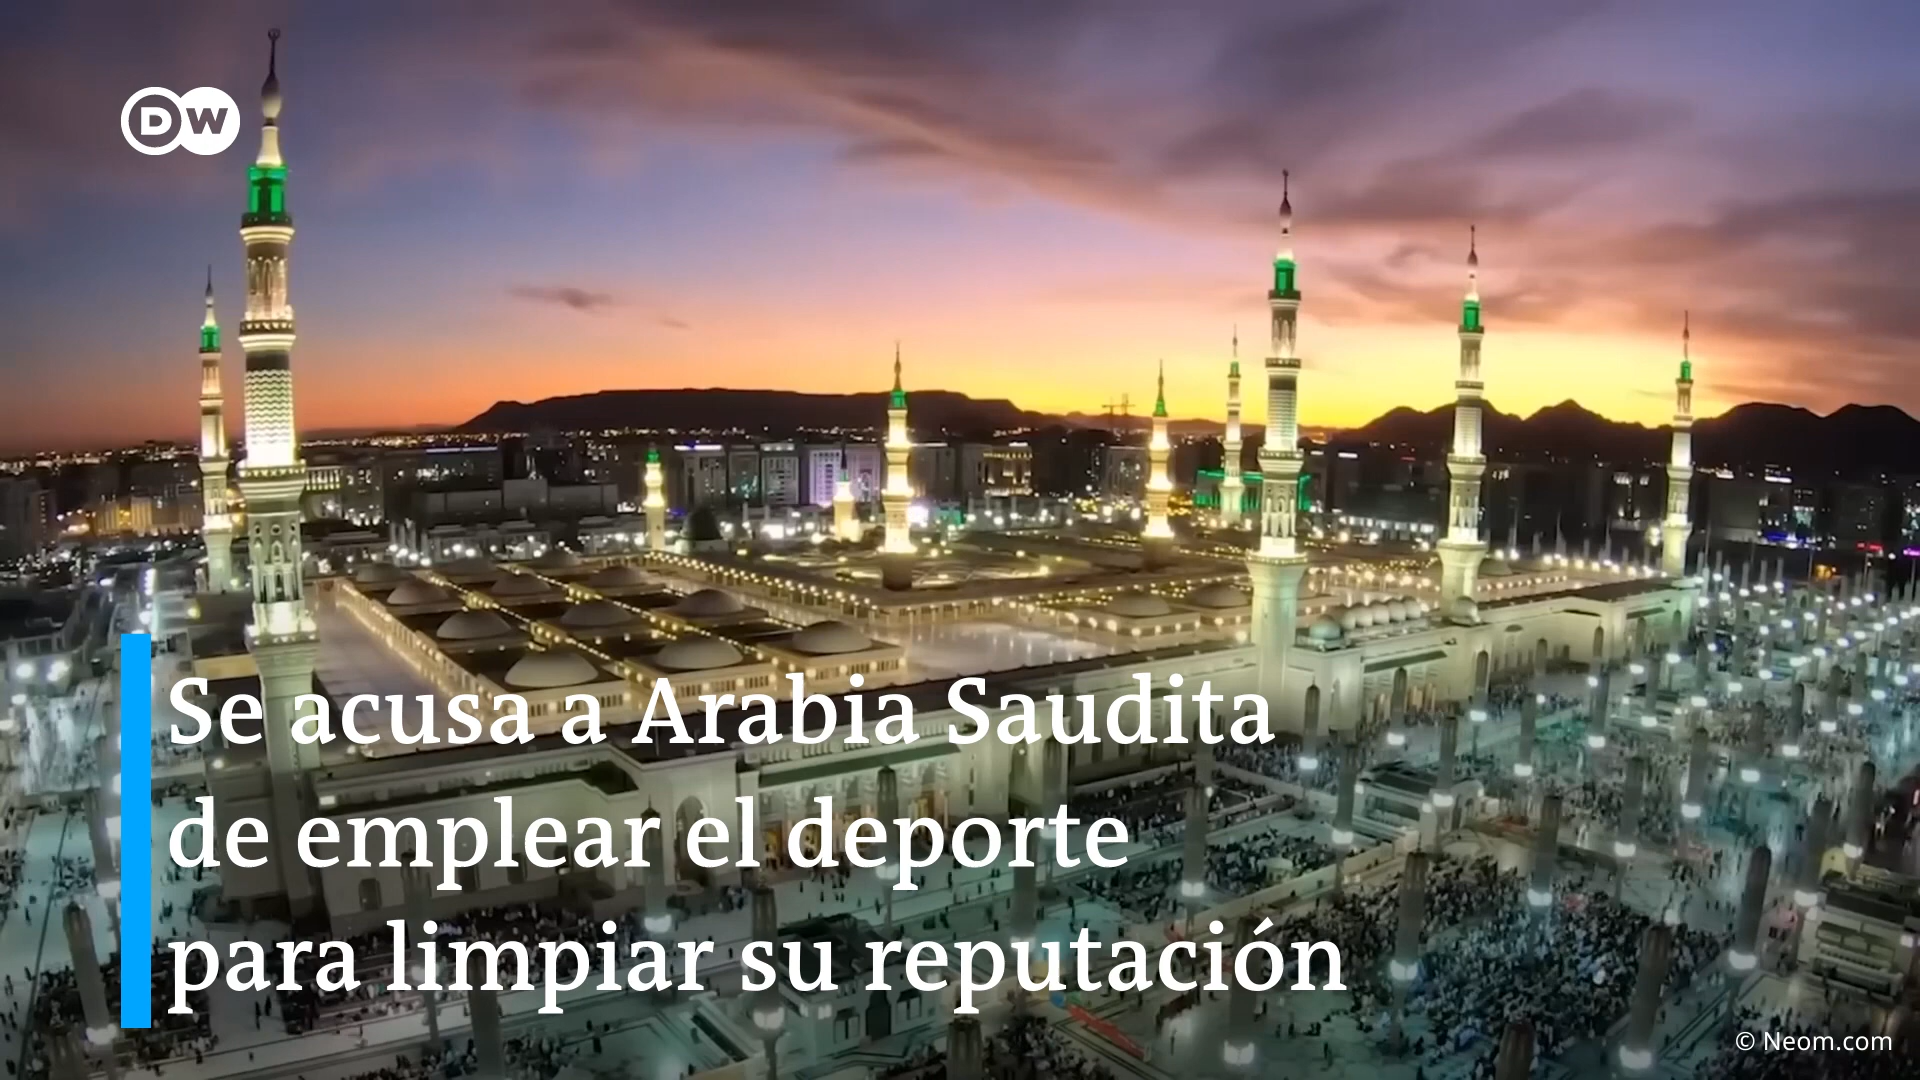 DW
Se acusa a Arabia Saudita
de emplear el deporte
para limpiar su reputación
© Neom.com